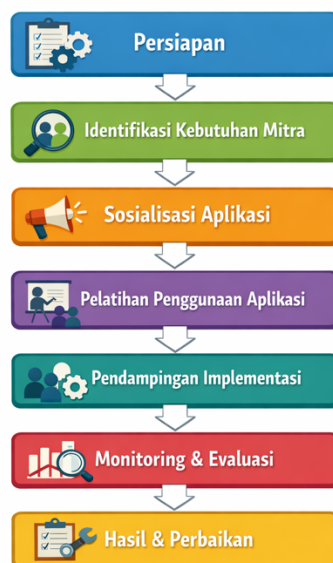 Persiapan
Identifikasi Kebutuhan Mitra
Sosialisasi Aplikasi
Pelatihan Penggunaan Aplikasi
Pendampingan Implementasi
Monitoring & Evaluasi
Hasil & Perbaikan